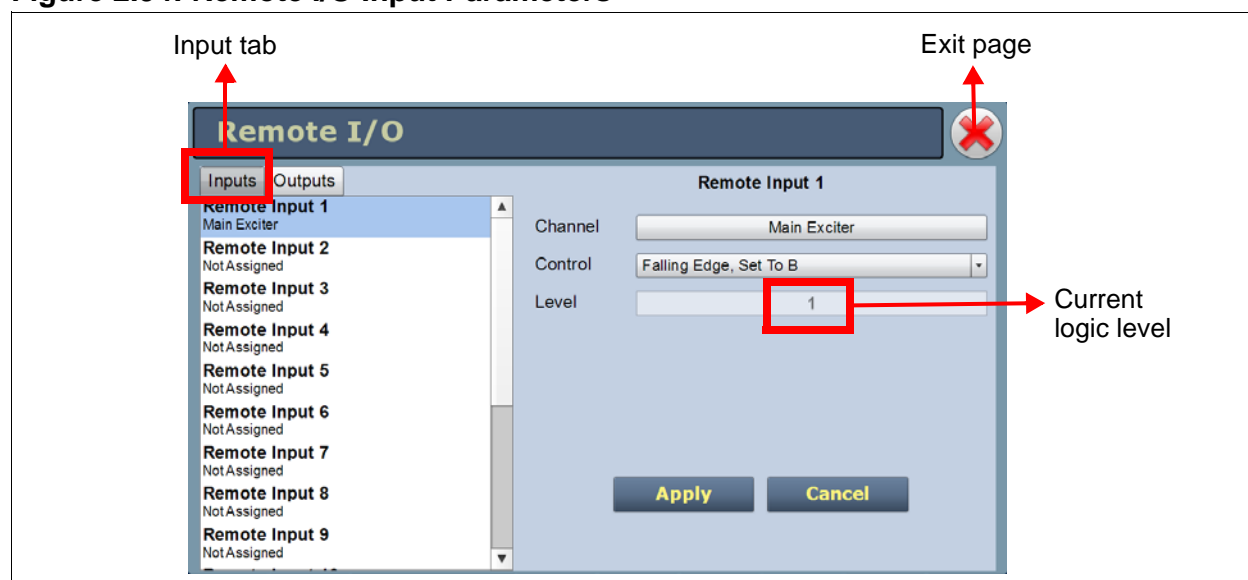 Input tab
Exit page
Remote I/O
Inputs
Outputs
Remote Input 1
Main Exciter
Remote Input 2
Not Assigned
Remote Input 3
Not Assigned
Remote Input 4
Not Assigned
Remote Input 5
Not Assigned
Remote Input 6
Not Assigned
Remote Input 7
Not Assigned
Remote Input 8
Not Assigned
Remote Input 9
Not Assigned
Remote Input 1
Channel
Main Exciter
Control
Falling Edge, Set To B
Level
1
Current
logic level
Apply
Cancel